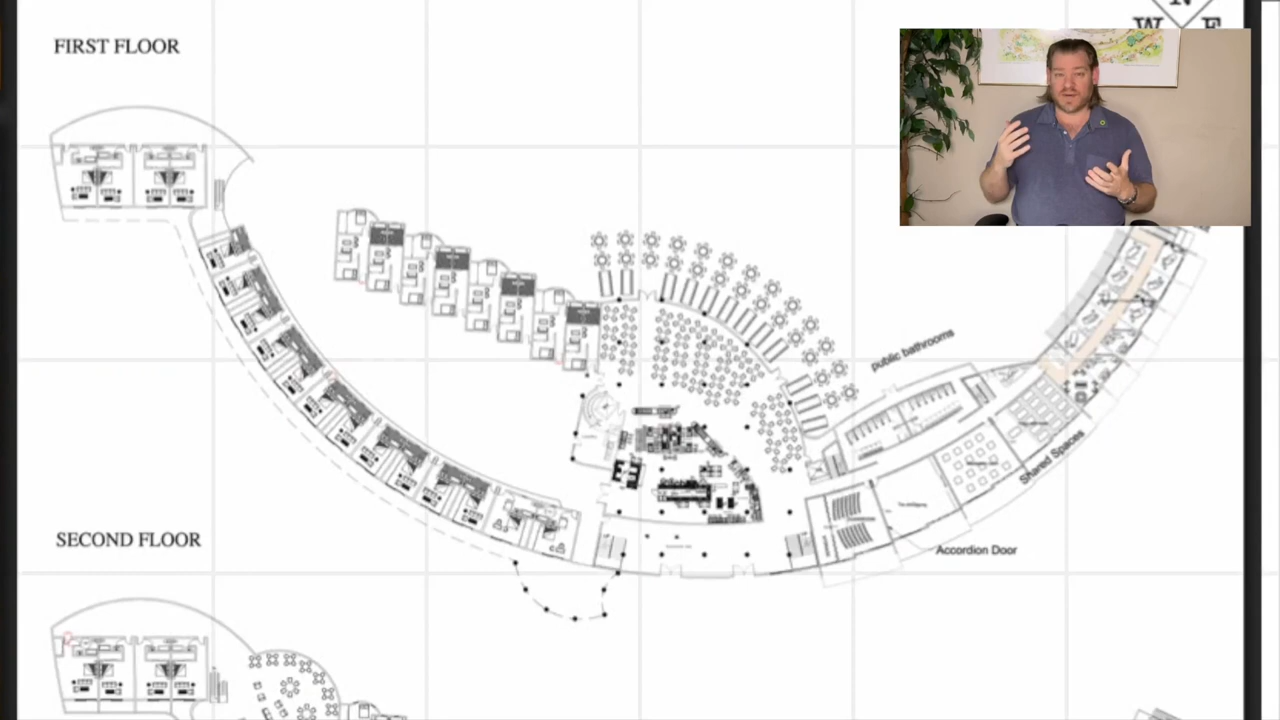 N
W E
FIRST FLOOR
public bathrooms
Shared Spaces
Accordion Door
SECOND FLOOR